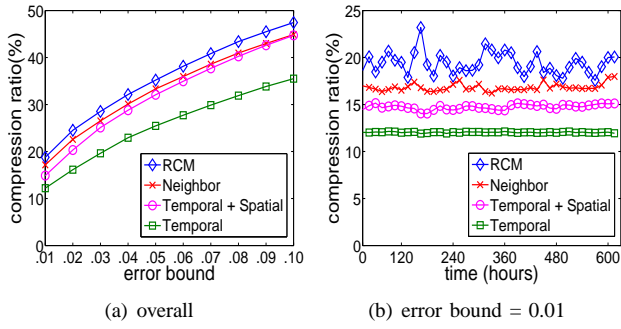 compression ratio(%)
50
40
30
20
10
0
RCM
Neighbor
Temporal + Spatial
Temporal
.01 .02 .03 .04 .05 .06 .07 .08 .09 .10
error bound
(a) overall
compression ratio(%)
25
20
15
10
5
0
RCM
Neighbor
Temporal + Spatial
Temporal
0 120 240 360 480 600
time (hours)
(b) error bound = 0.01